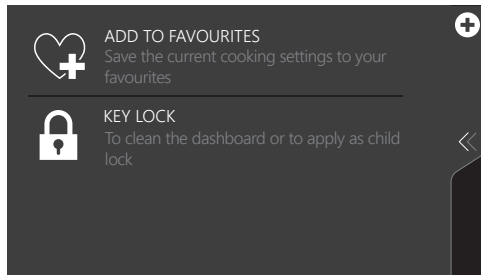 ADD TO FAVOURITES
Save the current cooking settings to your
favourites
KEY LOCK
To clean the dashboard or to apply as child
lock